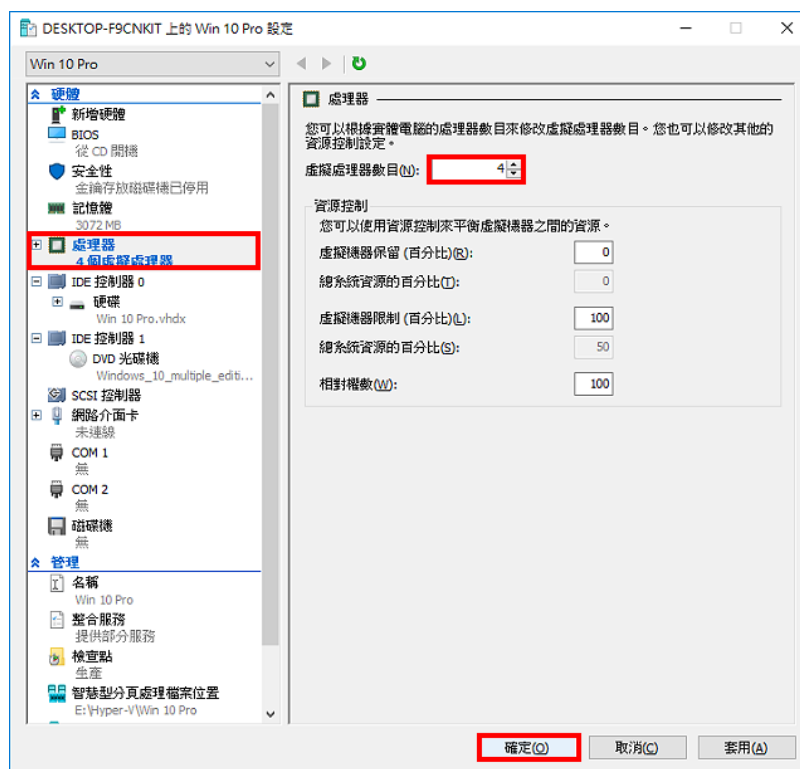 DESKTOP-F9CNKIT 上的 Win 10 Pro 設定
Win 10 Pro
硬體
新增硬體
BIOS
從 CD 開機
安全性
金鑰存放磁碟機已停用
記憶體
3072 MB
處理器
4 個虛擬處理器
IDE 控制器 0
硬碟
Win 10 Pro.vhdx
IDE 控制器 1
DVD 光碟機
Windows_10_multiple_editi...
SCSI 控制器
網路介面卡
未連線
COM 1
無
COM 2
無
磁碟機
無
管理
名稱
Win 10 Pro
整合服務
提供部分服務
檢查點
生產
智慧型分頁處理檔案位置
E:\Hyper-V\Win 10 Pro
處理器
您可以根據實體電腦的處理器數目來修改虛擬處理器數目。您也可以修改其他的
資源控制設定。
虛擬處理器數目(N): 4
資源控制
您可以使用資源控制來平衡虛擬機器之間的資源。
虛擬機器保留 (百分比)(R): 0
總系統資源的百分比(T): 0
虛擬機器限制 (百分比)(L): 100
總系統資源的百分比(S): 50
相對權數(W): 100
確定(O) 取消(C) 套用(A)